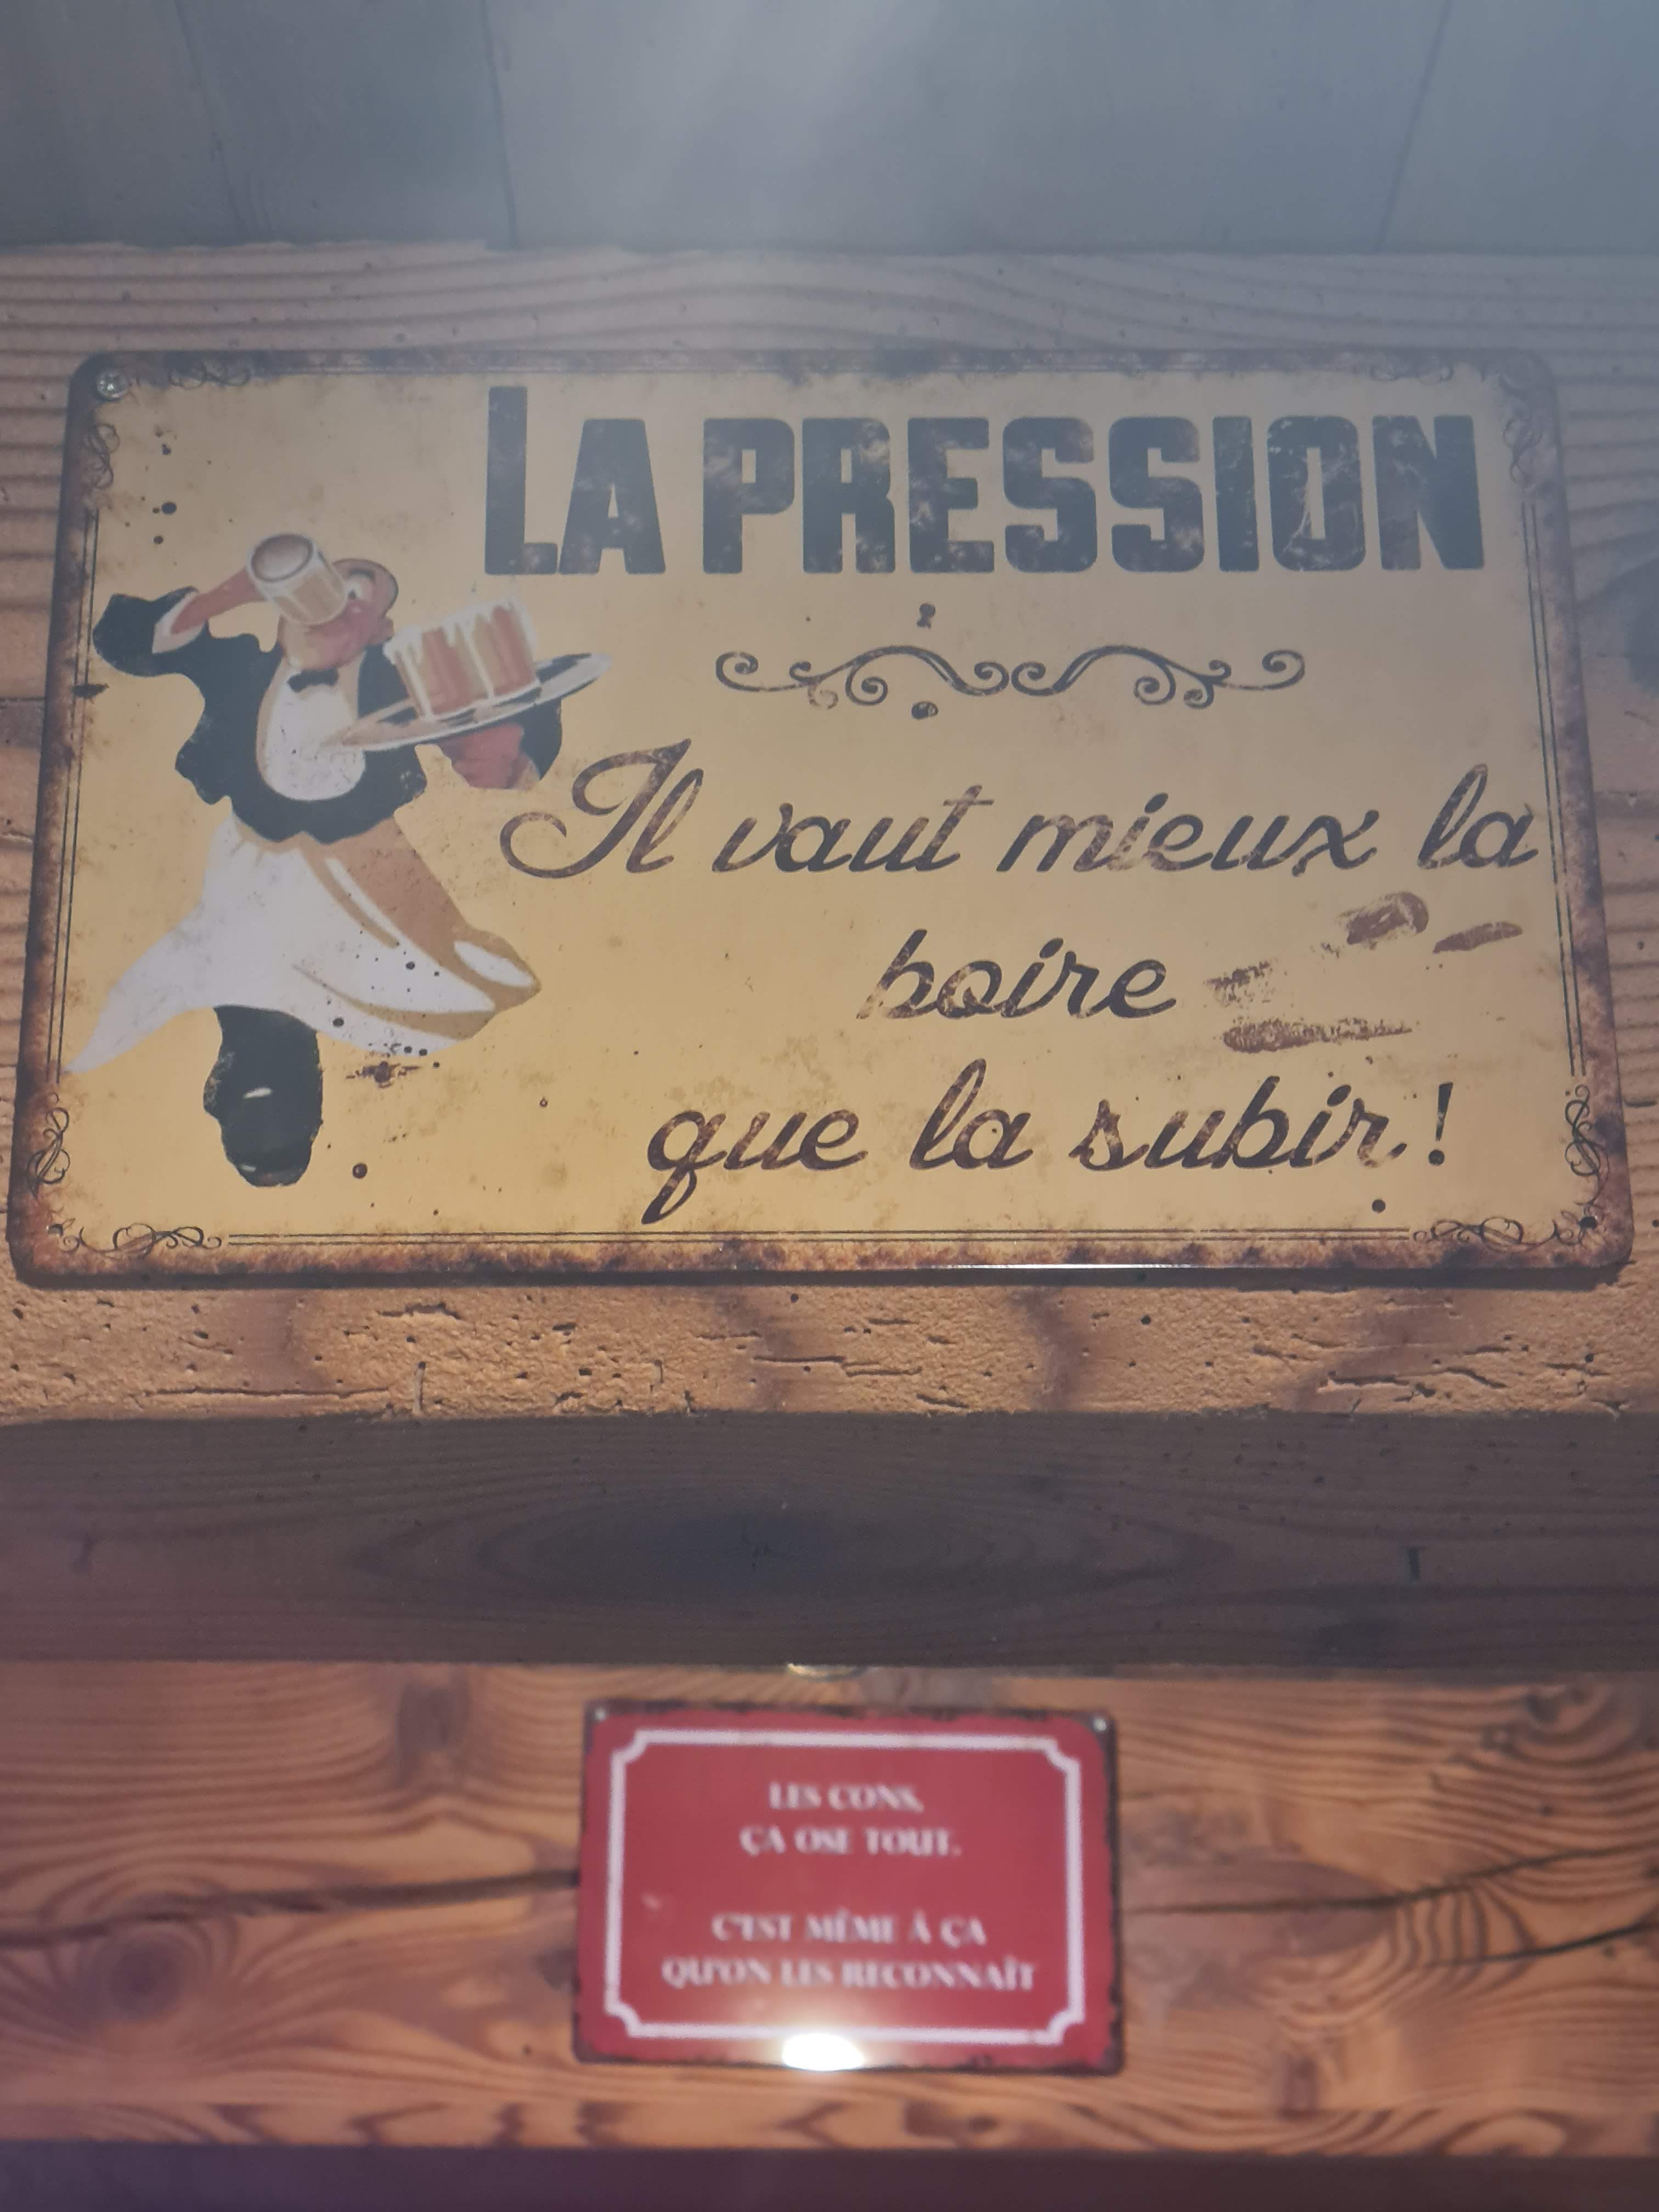 LA PRESSION
Il vaut mieux la
boire
que la subir !
LES CONS,
ÇA OSE TOUT.
C'EST MÊME À ÇA
QU'ON LES RECONNAÎT